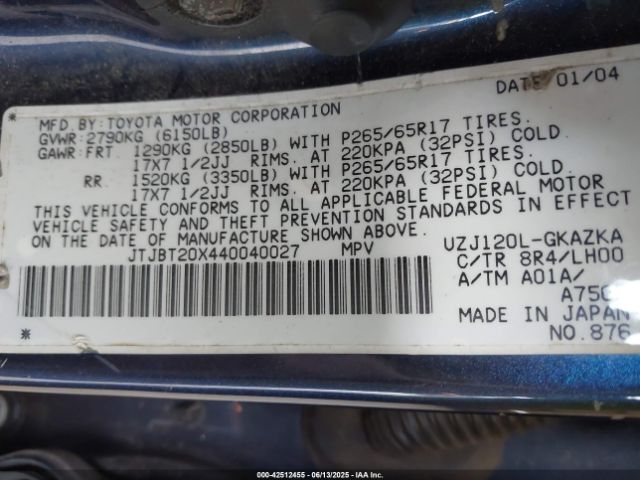 DATE 01/04
MFD.BY:TOYOTA MOTOR CORPORATION
GVWR:2790KG (6150LB)
GAWR:FRT. 1290KG (2850LB) WITH P265/65R17 TIRES.
17X7 1/2JJ RIMS. AT 220KPA (32PSI) COLD.
RR. 1520KG (3350LB) WITH P265/65R17 TIRES.
17X7 1/2JJ RIMS. AT 220KPA (32PSI) COLD.
THIS VEHICLE CONFORMS TO ALL APPLICABLE FEDERAL MOTOR
VEHICLE SAFETY AND THEFT PREVENTION STANDARDS IN EFFECT
ON THE DATE OF MANUFACTURE SHOWN ABOVE.
JTJBT20X440040027 MPV
UZJ120L-GKAZKA
C/TR 8R4/LH00
A/TM A01A/
MADE IN JAPAN
NO.876
* *
00-42512455 - 06/13/2025 - IAAI.CA